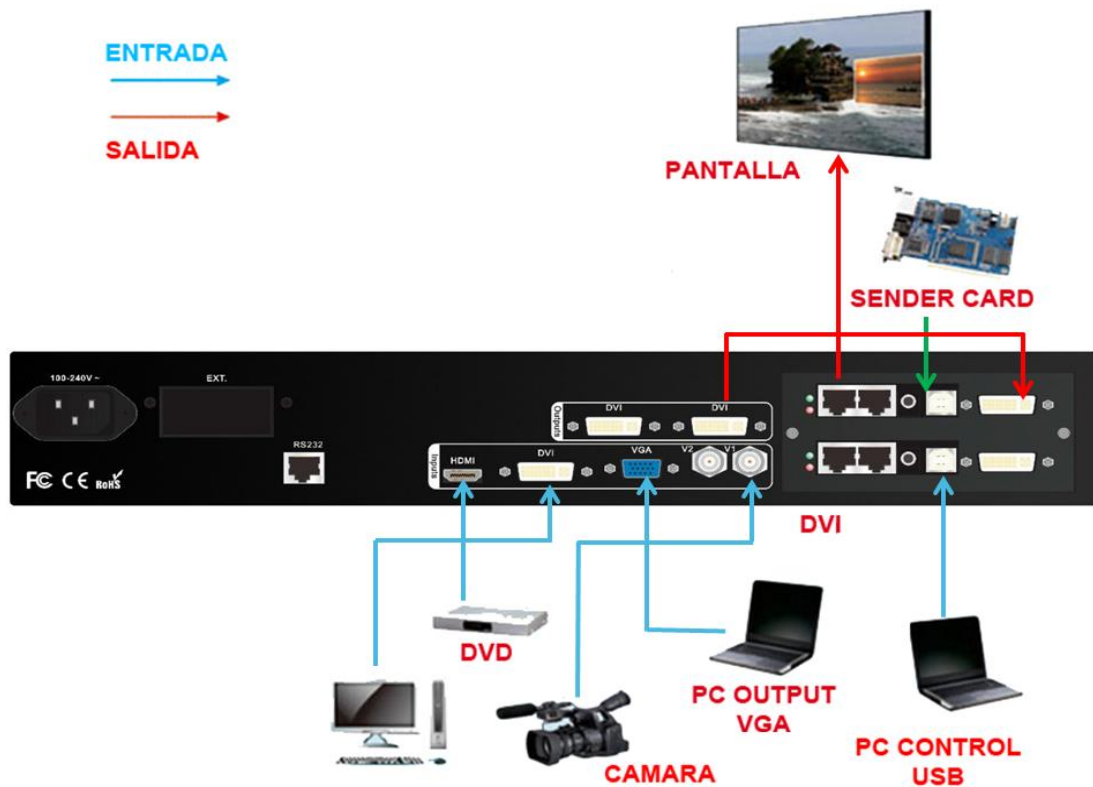 ENTRADA
SALIDA
PANTALLA
SENDER CARD
100-240V ~
EXT.
RS232
Outputs
DVI
DVI
Inputs
HDMI
DVI
VGA
V2
V1
FC CE RoHS
DVI
DVD
CAMARA
PC OUTPUT
VGA
PC CONTROL
USB